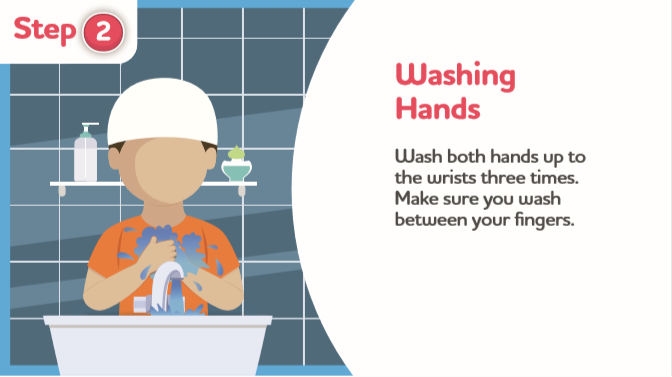 Step 2
Washing
Hands
Wash both hands up to
the wrists three times.
Make sure you wash
between your fingers.